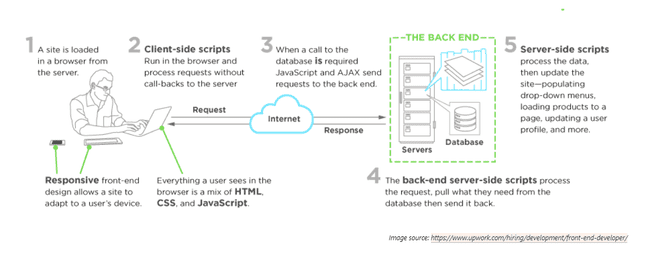 1 A site is loaded
in a browser from
the server.
2 Client-side scripts
Run in the browser and
process requests without
call-backs to the server
3 When a call to the
database is required
JavaScript and AJAX send
requests to the back end.
THE BACK END
5 Server-side scripts
process the data,
then update the
site—populating
drop-down menus,
loading products to
a page, updating a user
profile, and more.
Request
Internet
Response
Servers
Database
Responsive front-end
design allows a site to
adapt to a user's device.
Everything a user sees in the
browser is a mix of HTML,
CSS, and JavaScript.
4 The back-end server-side scripts process
the request, pull what they need from the
database then send it back.
Image source: https://www.upwork.com/hiring/development/front-end-developer/